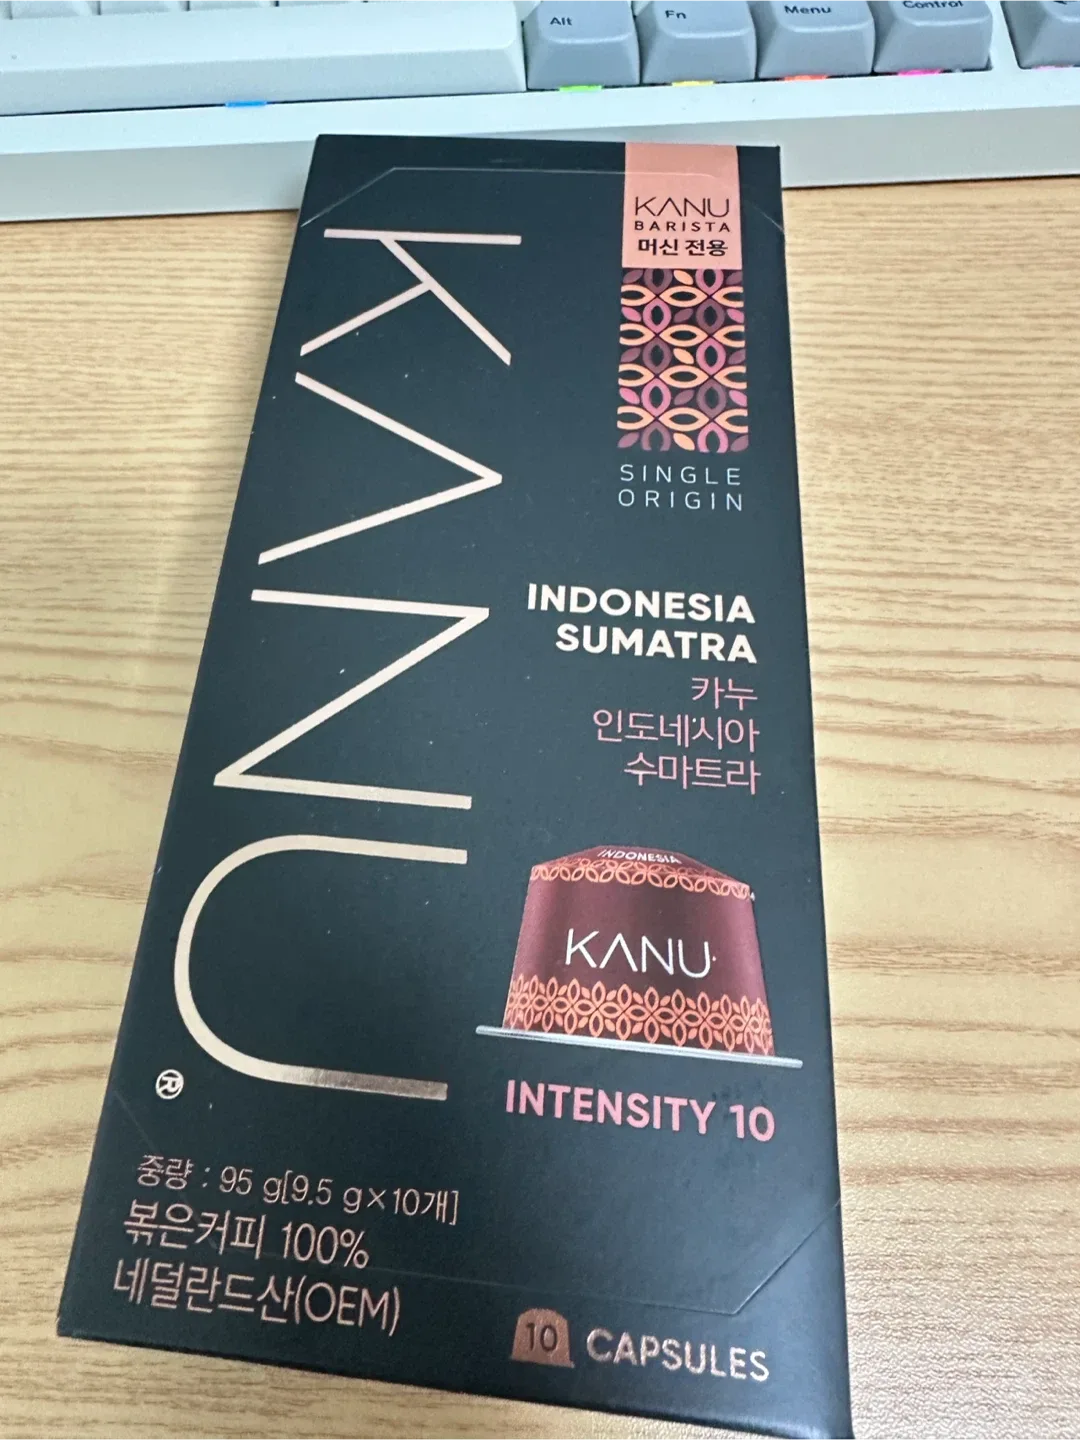 Alt
Fn
Menu
Control
KANU
BARISTA
머신 전용
SINGLE
ORIGIN
KANU
®
INDONESIA
SUMATRA
카누
인도네시아
수마트라
INDONESIA
KANU
INTENSITY 10
중량 : 95 g[9.5 g×10개]
볶은커피 100%
네덜란드산(OEM)
10 CAPSULES